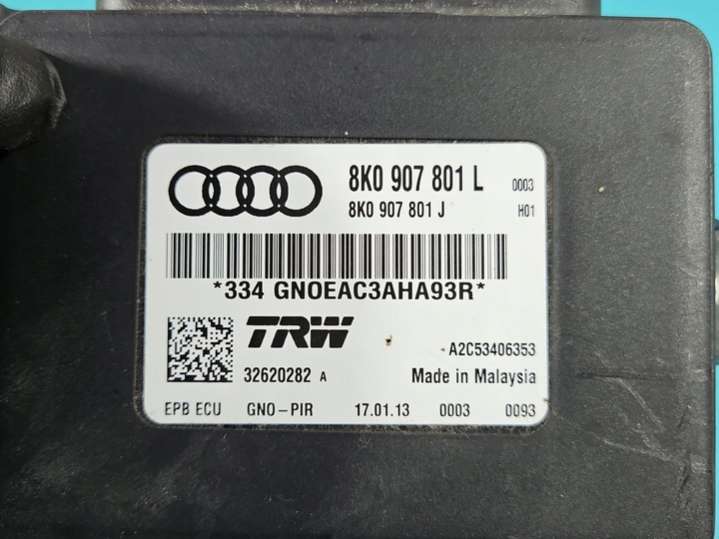 8K0 907 801 L 0003
8K0 907 801 J H01
*334 GNOEAC3AHA93R*
TRW
A2C53406353
32620282 A Made in Malaysia
EPB ECU GNO-PIR 17.01.13 0003 0093